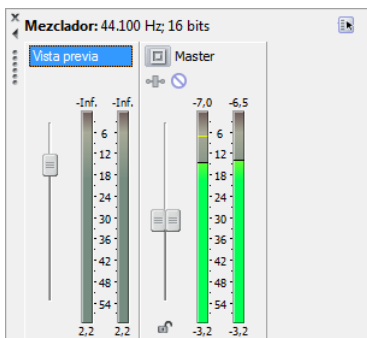 Mezclador: 44.100 Hz; 16 bits
Vista previa
Master
-Inf. -Inf. -7,0 -6,5
6 6
12 12
18 18
24 24
30 30
36 36
42 42
48 48
54 54
2,2 2,2 -3,2 -3,2